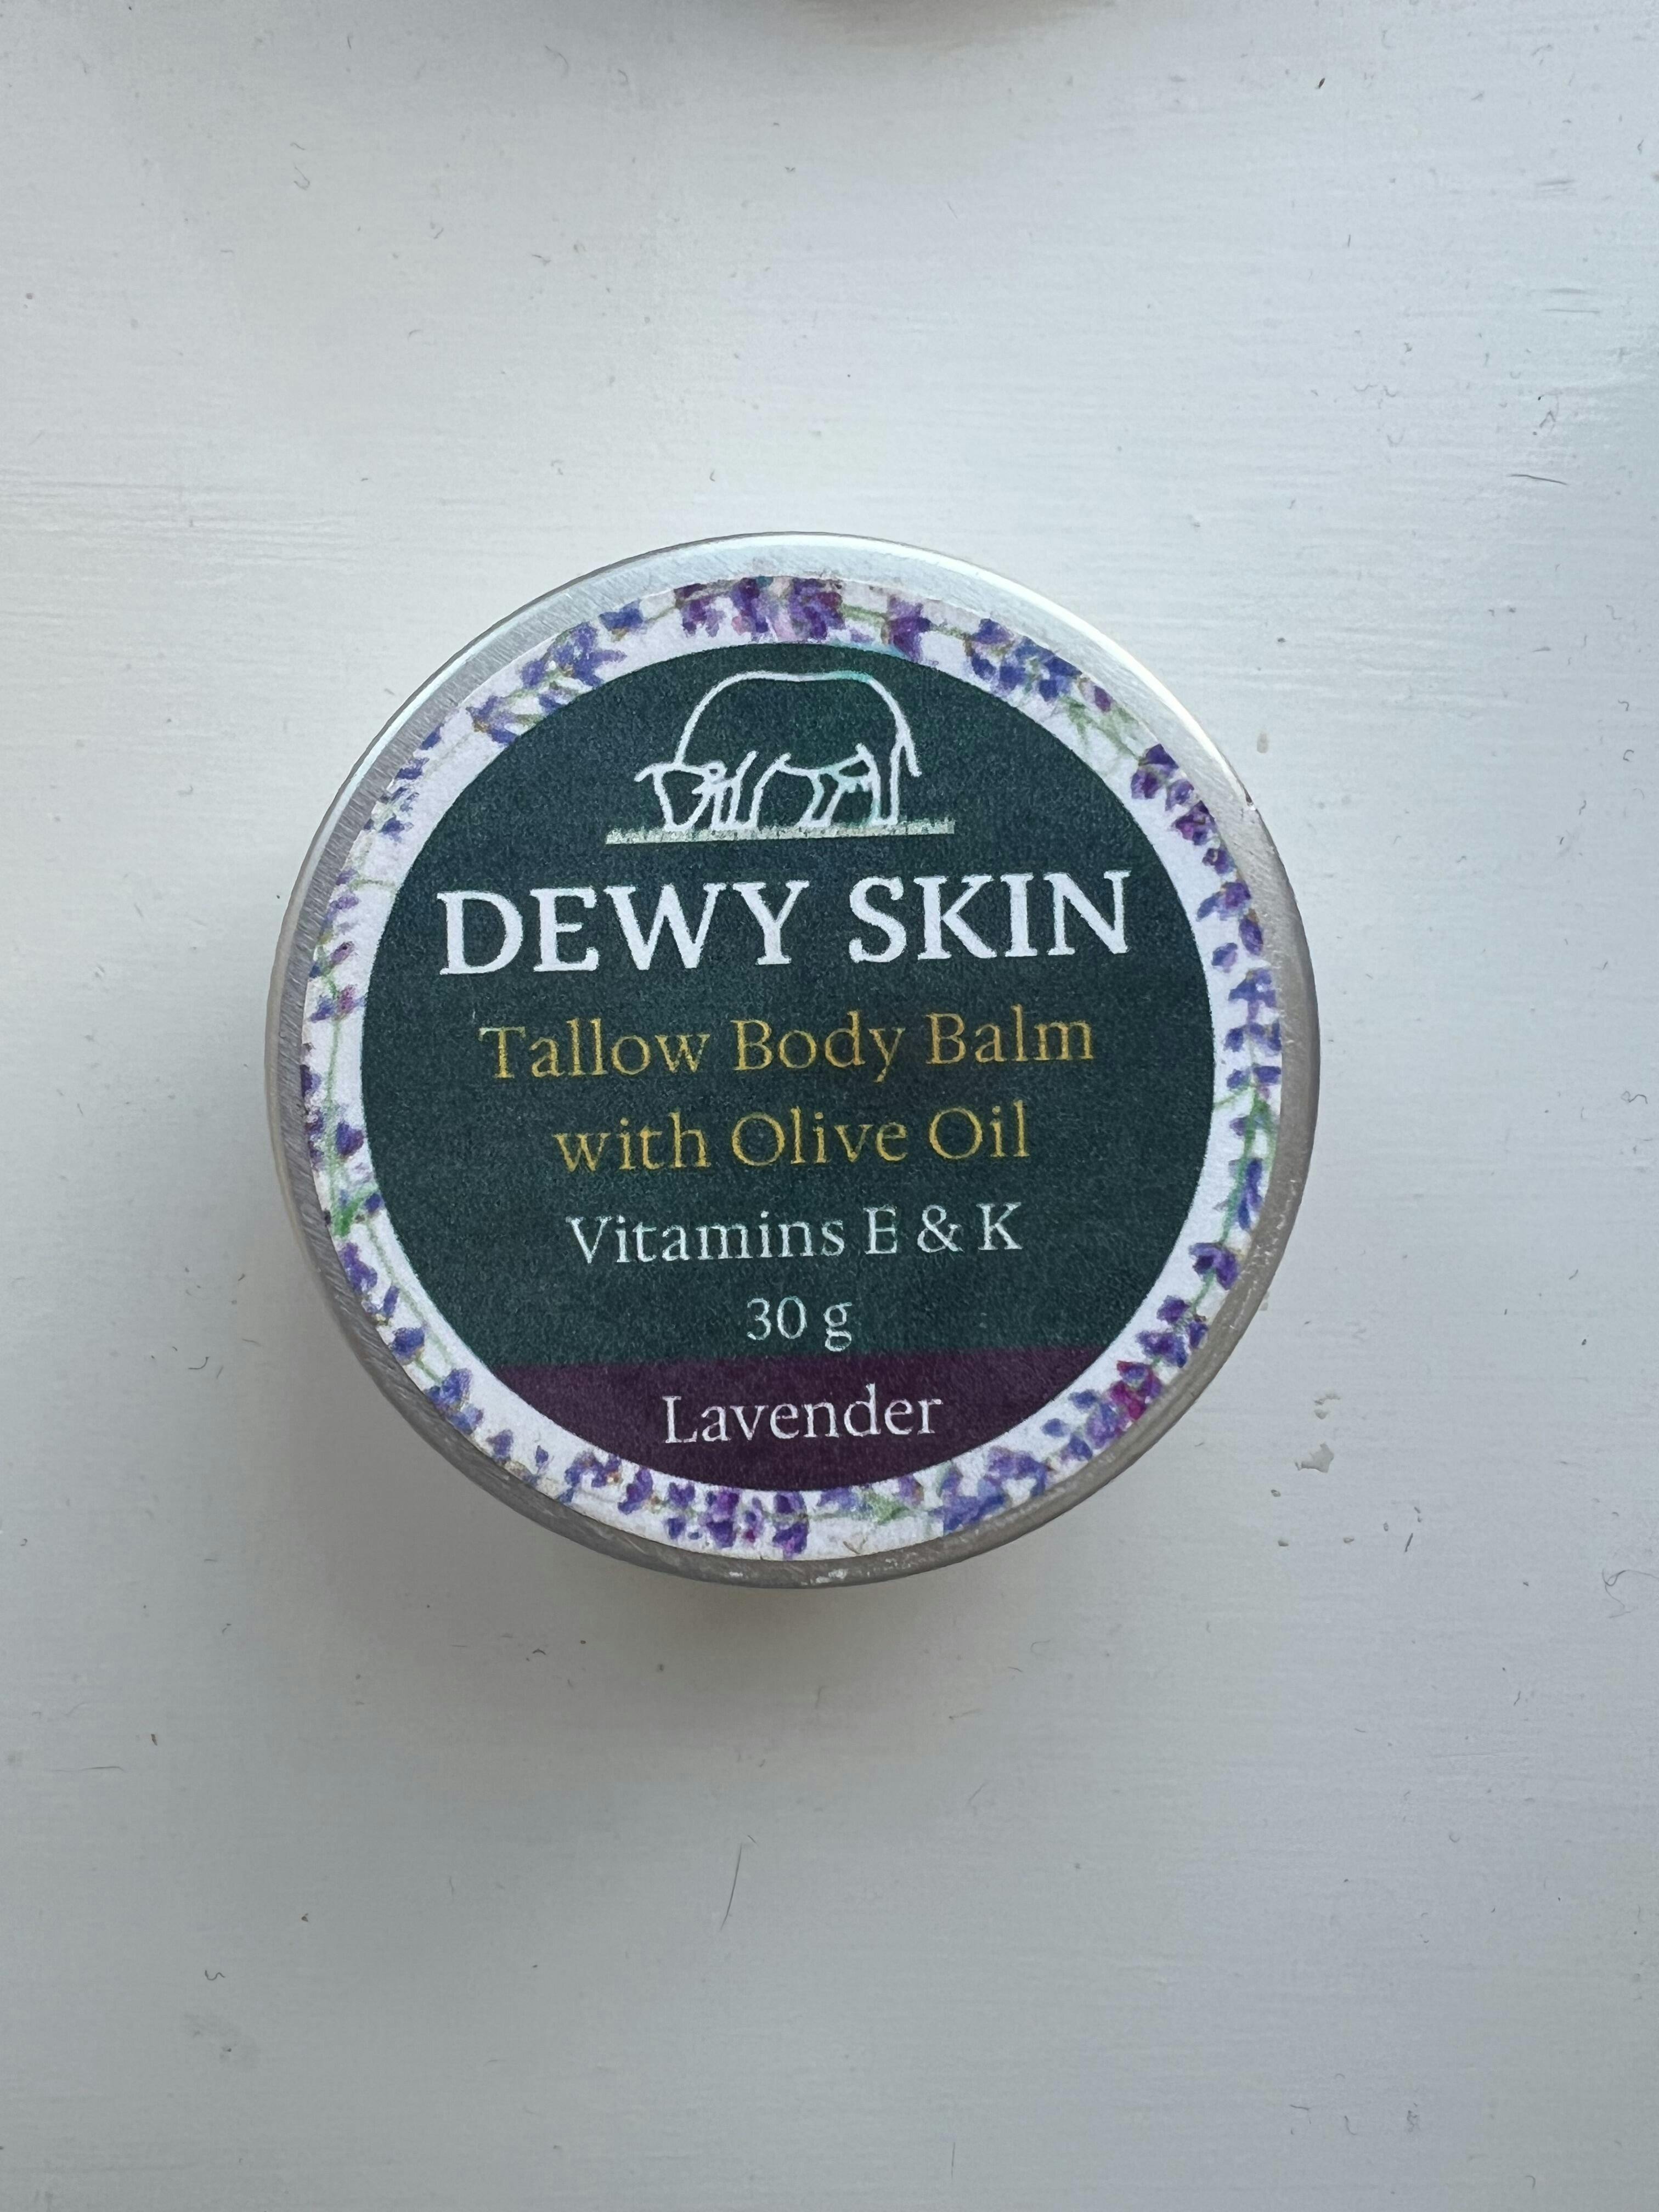 DEWY SKIN
Tallow Body Balm
with Olive Oil
Vitamins E & K
30 g
Lavender